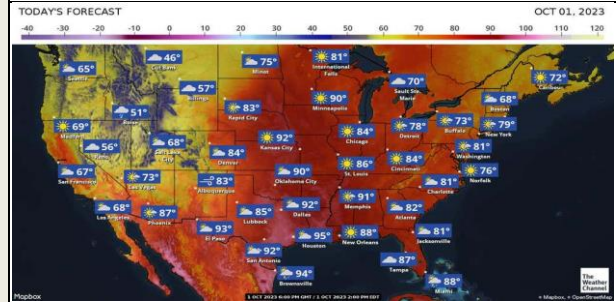 TODAY'S FORECAST
OCT 01, 2023
-40 -30 -20 -10 0 10 20 30 40 50 60 70 80 90 100 110 120
65°
Seattle
46°
Cut Bank
75°
Minot
81°
International Falls
72°
Caribou
57°
Billings
70°
Sault Ste. Marie
68°
Boston
51°
Boise
83°
Rapid City
90°
Minneapolis
73°
Buffalo
79°
New York
69°
Medford
56°
Reno
68°
Salt Lake City
84°
Denver
92°
Kansas City
84°
Chicago
78°
Detroit
81°
Washington
67°
San Francisco
73°
Las Vegas
83°
Albuquerque
90°
Oklahoma City
86°
St. Louis
84°
Cincinnati
76°
Norfolk
68°
Los Angeles
87°
Phoenix
91°
Memphis
81°
Charlotte
93°
El Paso
85°
Lubbock
92°
Dallas
82°
Atlanta
92°
San Antonio
95°
Houston
88°
New Orleans
81°
Jacksonville
94°
Brownsville
87°
Tampa
88°
Miami
The
Weather
Channel
Mapbox
1 OCT 2023 6:00 PM GMT / 1 OCT 2023 2:00 PM EDT